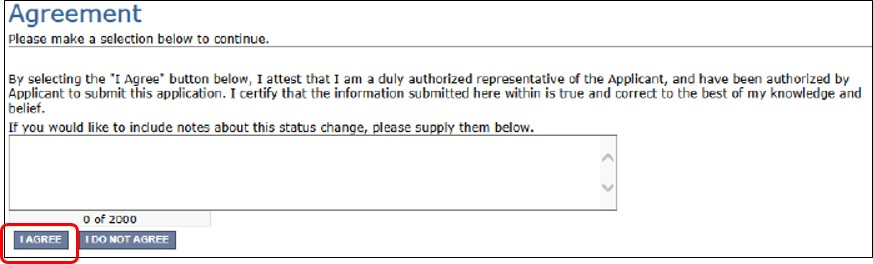 Agreement
Please make a selection below to continue.
By selecting the "I Agree" button below, I attest that I am a duly authorized representative of the Applicant, and have been authorized by
Applicant to submit this application. I certify that the information submitted here within is true and correct to the best of my knowledge and
belief.
If you would like to include notes about this status change, please supply them below.
0 of 2000
I AGREE I DO NOT AGREE